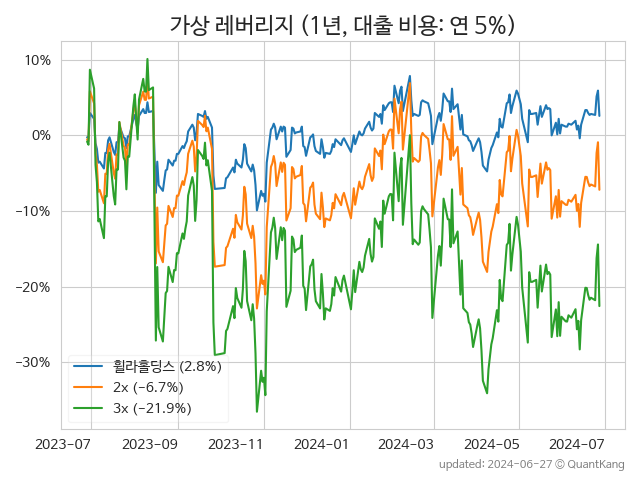 가상 레버리지 (1년, 대출 비용: 연 5%)
10%
0%
−10%
−20%
−30%
휠라홀딩스 (2.8%)
2x (−6.7%)
3x (−21.9%)
2023-07
2023-09
2023-11
2024-01
2024-03
2024-05
2024-07
updated: 2024-06-27 © QuantKang